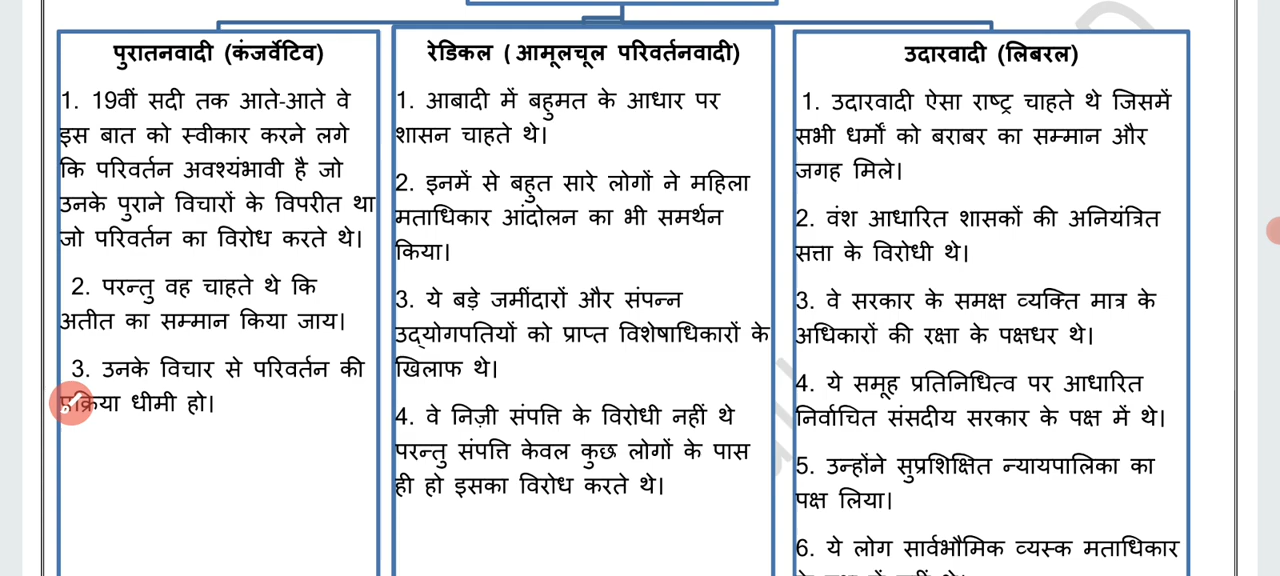 पुरातनवादी (कंजर्वेटिव)
1. 19वीं सदी तक आते-आते वे
इस बात को स्वीकार करने लगे
कि परिवर्तन अवश्यंभावी है जो
उनके पुराने विचारों के विपरीत था
जो परिवर्तन का विरोध करते थे।
2. परन्तु वह चाहते थे कि
अतीत का सम्मान किया जाय।
3. उनके विचार से परिवर्तन की
प्रक्रिया धीमी हो।
रेडिकल ( आमूलचूल परिवर्तनवादी)
1. आबादी में बहुमत के आधार पर
शासन चाहते थे।
2. इनमें से बहुत सारे लोगों ने महिला
मताधिकार आंदोलन का भी समर्थन
किया।
3. ये बड़े जमींदारों और संपन्न
उद्योगपतियों को प्राप्त विशेषाधिकारों के
खिलाफ थे।
4. वे निज़ी संपत्ति के विरोधी नहीं थे
परन्तु संपत्ति केवल कुछ लोगों के पास
ही हो इसका विरोध करते थे।
उदारवादी (लिबरल)
1. उदारवादी ऐसा राष्ट्र चाहते थे जिसमें
सभी धर्मों को बराबर का सम्मान और
जगह मिले।
2. वंश आधारित शासकों की अनियंत्रित
सत्ता के विरोधी थे।
3. वे सरकार के समक्ष व्यक्ति मात्र के
अधिकारों की रक्षा के पक्षधर थे।
4. ये समूह प्रतिनिधित्व पर आधारित
निर्वाचित संसदीय सरकार के पक्ष में थे।
5. उन्होंने सुप्रशिक्षित न्यायपालिका का
पक्ष लिया।
6. ये लोग सार्वभौमिक व्यस्क मताधिकार